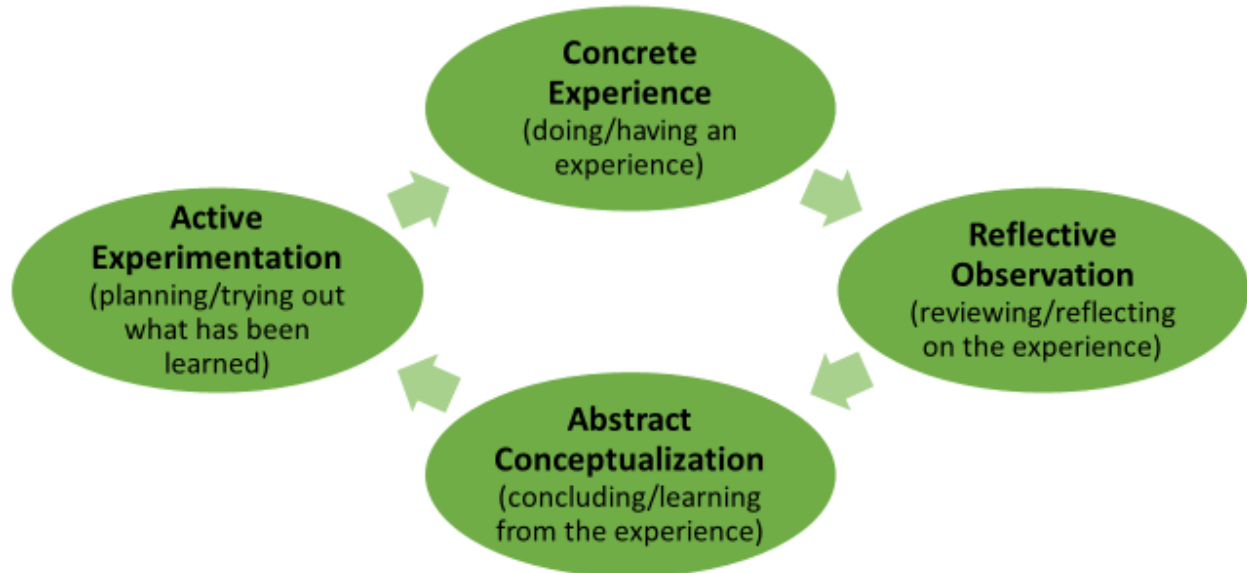 Concrete
Experience
(doing/having an
experience)
Reflective
Observation
(reviewing/reflecting
on the experience)
Abstract
Conceptualization
(concluding/learning
from the experience)
Active
Experimentation
(planning/trying out
what has been
learned)